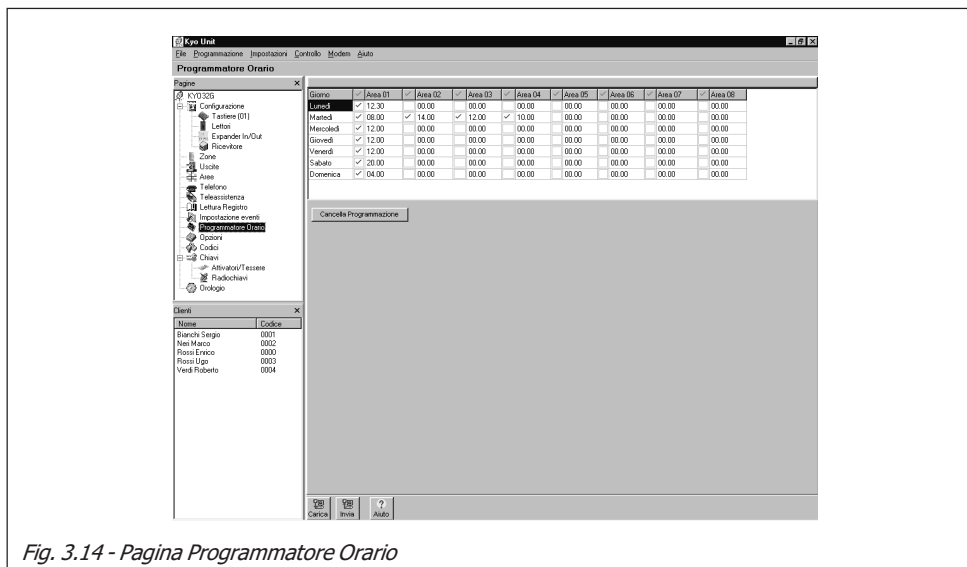 Kyo Unit
File Programmazione Impostazioni Controllo Modem Aiuto
Programmatore Orario
Pagine
KYO32G
Configurazione
Tastiere (01)
Lettori
Expander In/Out
Ricevitore
Zone
Uscite
Aree
Telefono
Teleassistenza
Lettura Registro
Impostazione eventi
Programmatore Orario
Opzioni
Codici
Chiavi
Attivatori/Tessere
Radiochiavi
Orologio
Clienti
Nome Codice
Bianchi Sergio 0001
Neri Marco 0002
Rossi Enrico 0000
Rossi Ugo 0003
Verdi Roberto 0004
Giorno Area 01 Area 02 Area 03 Area 04 Area 05 Area 06 Area 07 Area 08
Lunedì 12.30 00.00 00.00 00.00 00.00 00.00 00.00 00.00
Martedì 08.00 14.00 12.00 10.00 00.00 00.00 00.00 00.00
Mercoledì 12.00 00.00 00.00 00.00 00.00 00.00 00.00 00.00
Giovedì 12.00 00.00 00.00 00.00 00.00 00.00 00.00 00.00
Venerdì 12.00 00.00 00.00 00.00 00.00 00.00 00.00 00.00
Sabato 20.00 00.00 00.00 00.00 00.00 00.00 00.00 00.00
Domenica 04.00 00.00 00.00 00.00 00.00 00.00 00.00 00.00
Cancella Programmazione
Carica Invia Aiuto
Fig. 3.14 - Pagina Programmatore Orario